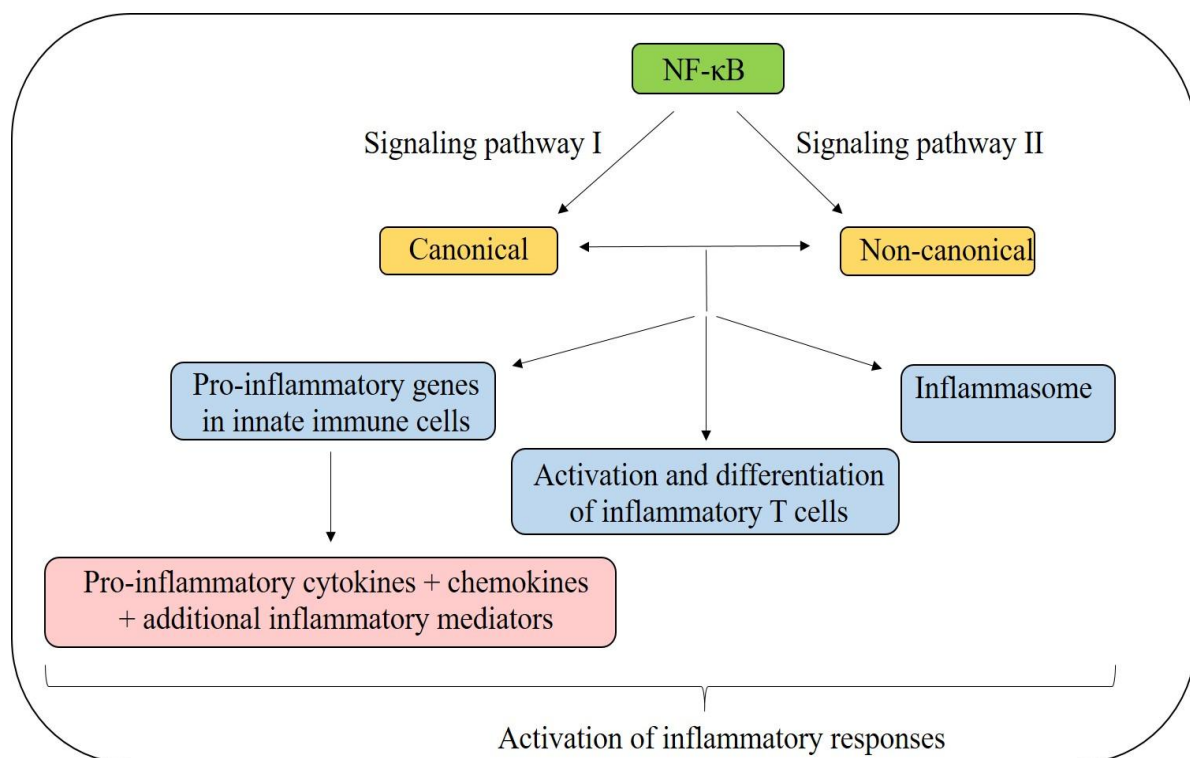 NF-κB
Signaling pathway I
Signaling pathway II
Canonical
Non-canonical
Pro-inflammatory genes
in innate immune cells
Inflammasome
Activation and differentiation
of inflammatory T cells
Pro-inflammatory cytokines + chemokines
+ additional inflammatory mediators
Activation of inflammatory responses